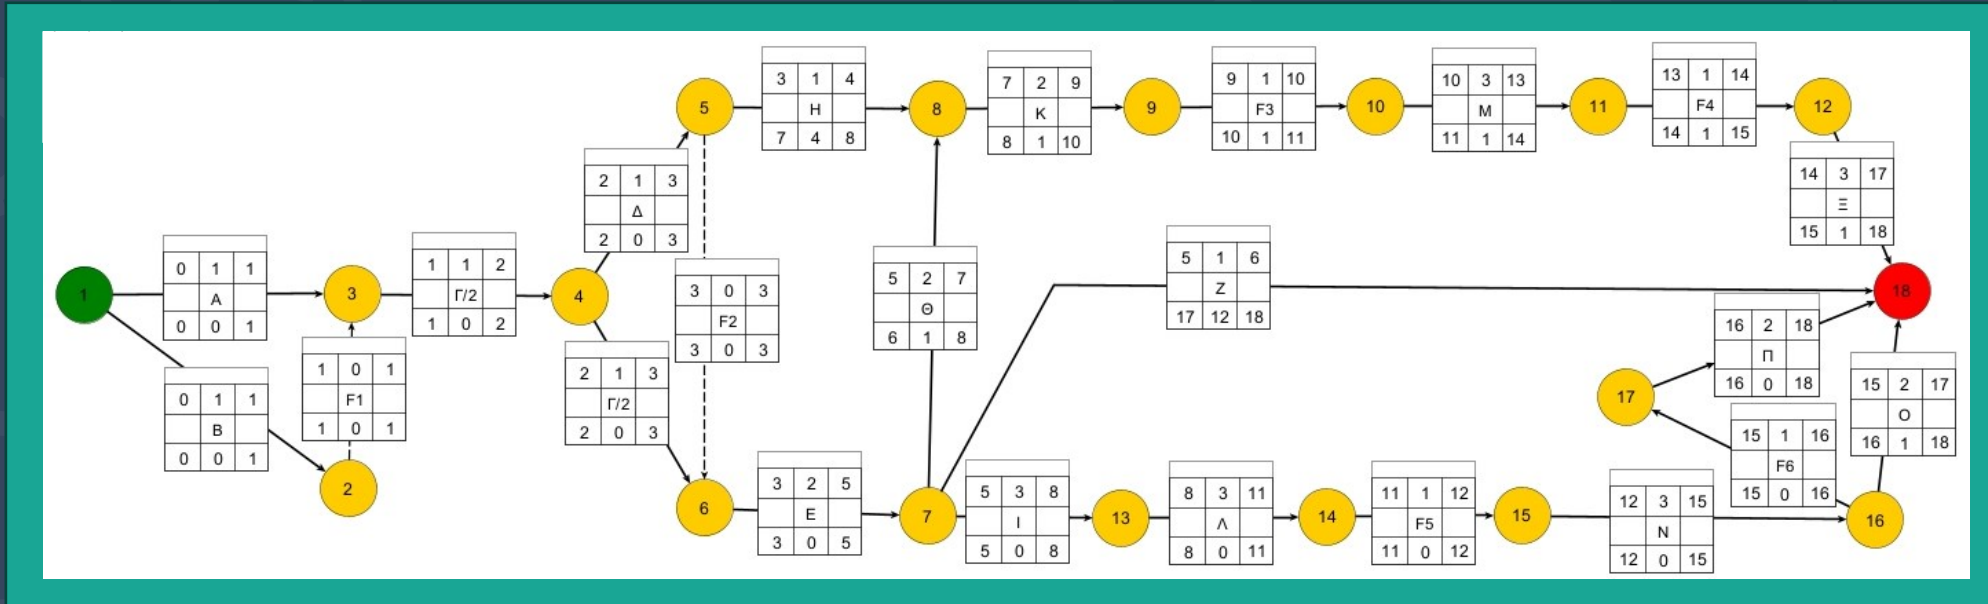 1
0 1 1
A
0 0 1
0 1 1
B
0 0 1
2
1 0 1
F1
1 0 1
3
1 1 2
Γ/2
1 0 2
4
2 1 3
Δ
2 0 3
2 1 3
Γ/2
2 0 3
5
3 0 3
F2
3 0 3
6
3 1 4
H
7 4 8
3 2 5
E
3 0 5
7
5 2 7
Θ
6 1 8
8
7 2 9
K
8 1 10
9
9 1 10
F3
10 1 11
10
10 3 13
M
11 1 14
11
13 1 14
F4
14 1 15
12
14 3 17
Ξ
15 1 18
5 1 6
Z
17 12 18
5 3 8
I
5 0 8
13
8 3 11
Λ
8 0 11
14
11 1 12
F5
11 0 12
15
12 3 15
N
12 0 15
16
15 1 16
F6
15 0 16
17
16 2 18
Π
16 0 18
15 2 17
O
16 1 18
18